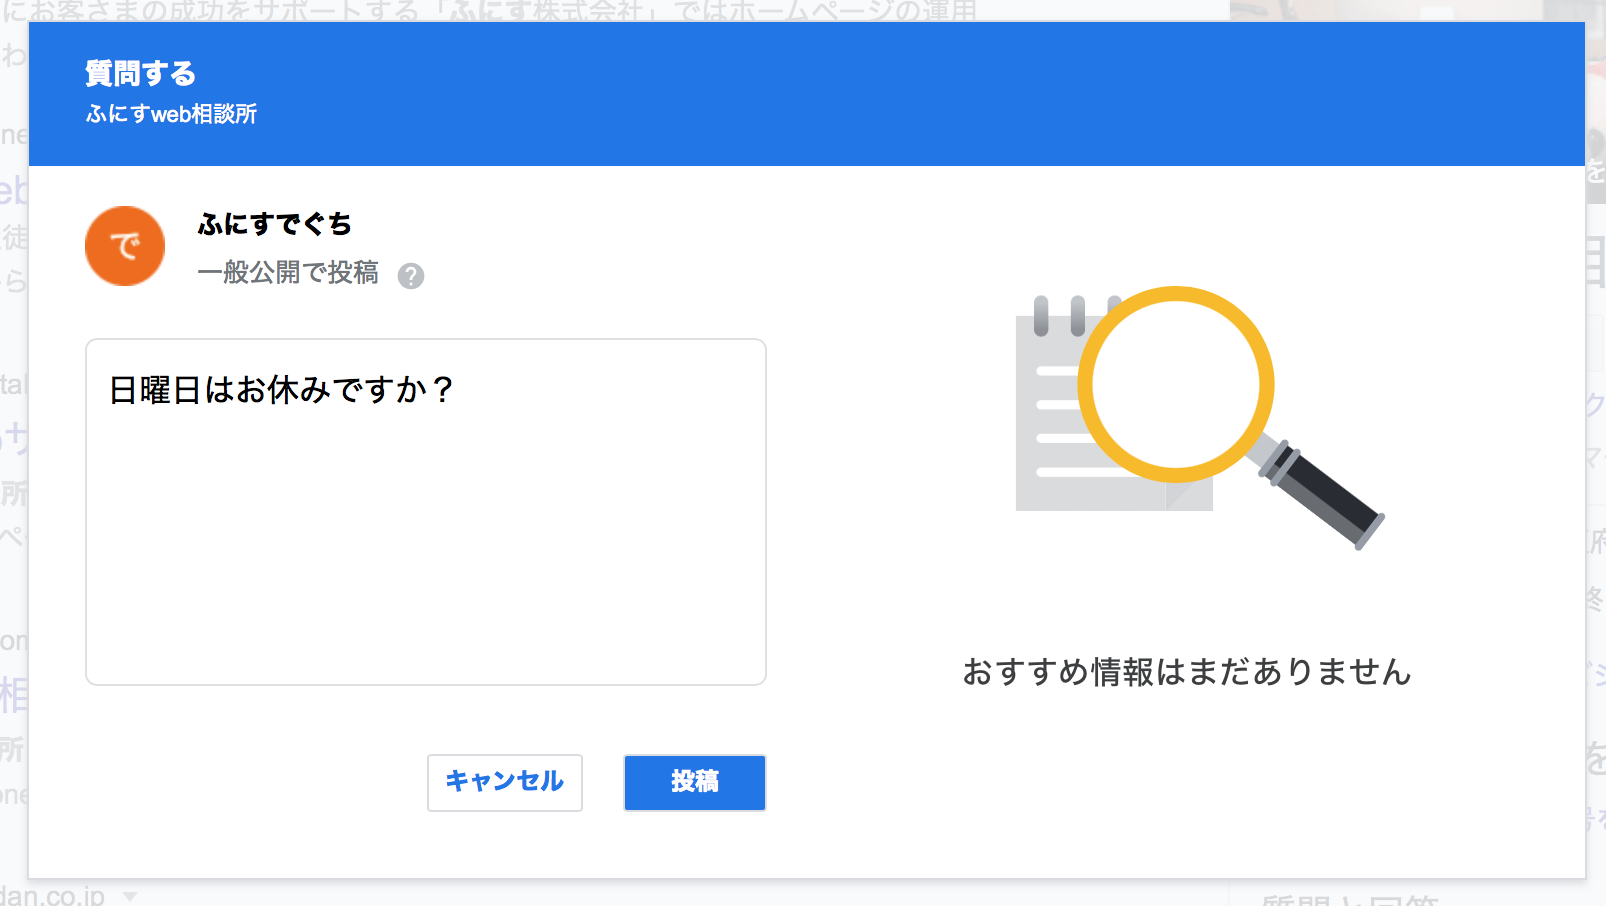 にお客さまの成功をサポートする「ふにす株式会社」ではホームページの運用
質問する
ふにすweb相談所
で
ふにすでぐち
一般公開で投稿 ?
日曜日はお休みですか？
おすすめ情報はまだありません
キャンセル
投稿
dan.co.jp
質問と回答